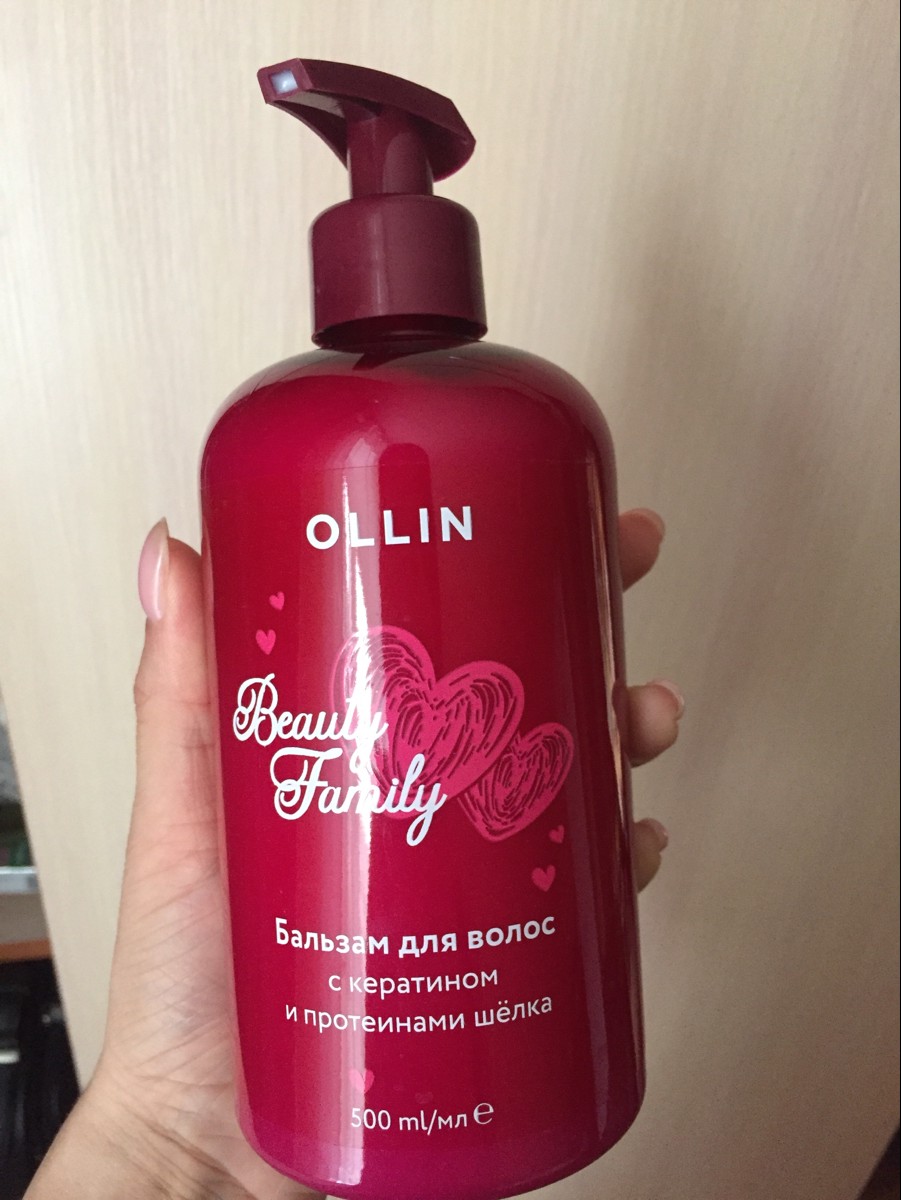 OLLIN
Beauty
Family
Бальзам для волос
с кератином
и протеинами шёлка
500 ml/мл ℮